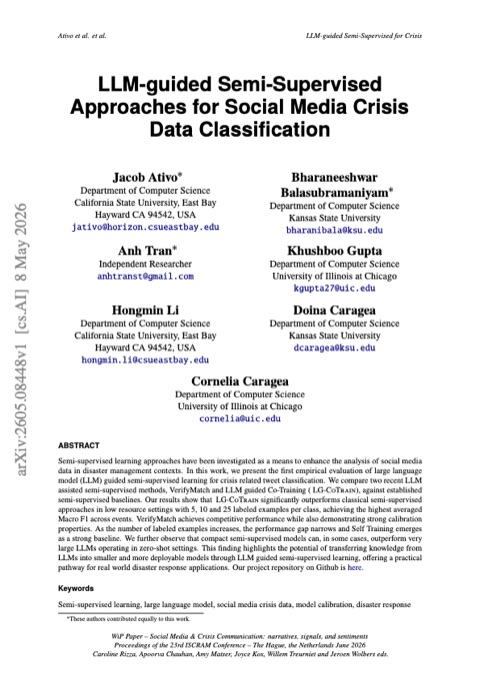 Ativo et al. et al.
LLM-guided Semi-Supervised for Crisis
LLM-guided Semi-Supervised
Approaches for Social Media Crisis
Data Classification
Jacob Ativo*
Department of Computer Science
California State University, East Bay
Hayward CA 94542, USA
jativo@horizon.csueastbay.edu
Bharaneeshwar
Balasubramaniyam*
Department of Computer Science
Kansas State University
bharanibala@ksu.edu
Anh Tran*
Independent Researcher
anhtranst@gmail.com
Khushboo Gupta
Department of Computer Science
University of Illinois at Chicago
kgupta27@uic.edu
Hongmin Li
Department of Computer Science
California State University, East Bay
Hayward CA 94542, USA
hongmin.li@csueastbay.edu
Doina Caragea
Department of Computer Science
Kansas State University
dcaragea@ksu.edu
Cornelia Caragea
Department of Computer Science
University of Illinois at Chicago
cornelia@uic.edu
arXiv:2605.08448v1 [cs.AI] 8 May 2026
ABSTRACT
Semi-supervised learning approaches have been investigated as a means to enhance the analysis of social media
data in disaster management contexts. In this work, we present the first empirical evaluation of large language
model (LLM) guided semi-supervised learning for crisis related tweet classification. We compare two recent LLM
assisted semi-supervised methods, VerifyMatch and LLM guided Co-Training ( LG-CoTrain), against established
semi-supervised baselines. Our results show that LG-CoTrain significantly outperforms classical semi-supervised
approaches in low resource settings with 5, 10 and 25 labeled examples per class, achieving the highest averaged
Macro F1 across events. VerifyMatch achieves competitive performance while also demonstrating strong calibration
properties. As the number of labeled examples increases, the performance gap narrows and Self Training emerges
as a strong baseline. We further observe that compact semi-supervised models can, in some cases, outperform very
large LLMs operating in zero-shot settings. This finding highlights the potential of transferring knowledge from
LLMs into smaller and more deployable models through LLM guided semi-supervised learning, offering a practical
pathway for real world disaster response applications. Our project repository on Github is here.
Keywords
Semi-supervised learning, large language model, social media crisis data, model calibration, disaster response
*These authors contributed equally to this work.
WiP Paper – Social Media & Crisis Communication: narratives, signals, and sentiments
Proceedings of the 23rd ISCRAM Conference – The Hague, the Netherlands June 2026
Caroline Rizza, Apoorva Chauhan, Amy Matzer, Joyce Kox, Willem Treurniet and Jeroen Wolbers eds.